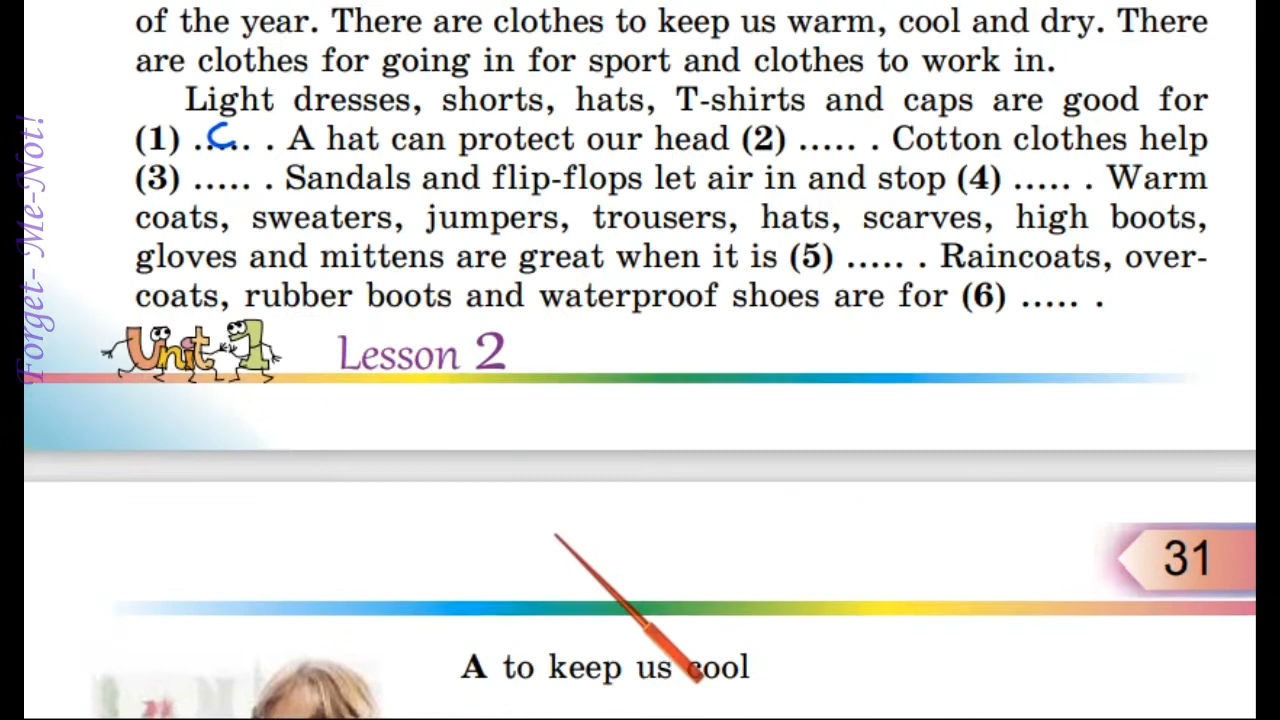 of the year. There are clothes to keep us warm, cool and dry. There
are clothes for going in for sport and clothes to work in.
Light dresses, shorts, hats, T-shirts and caps are good for
(1) ..C... . A hat can protect our head (2) ..... . Cotton clothes help
(3) ..... . Sandals and flip-flops let air in and stop (4) ..... . Warm
coats, sweaters, jumpers, trousers, hats, scarves, high boots,
gloves and mittens are great when it is (5) ..... . Raincoats, over-
coats, rubber boots and waterproof shoes are for (6) ..... .
Unit 1 Lesson 2
31
A to keep us cool
Forget- Me-Not!